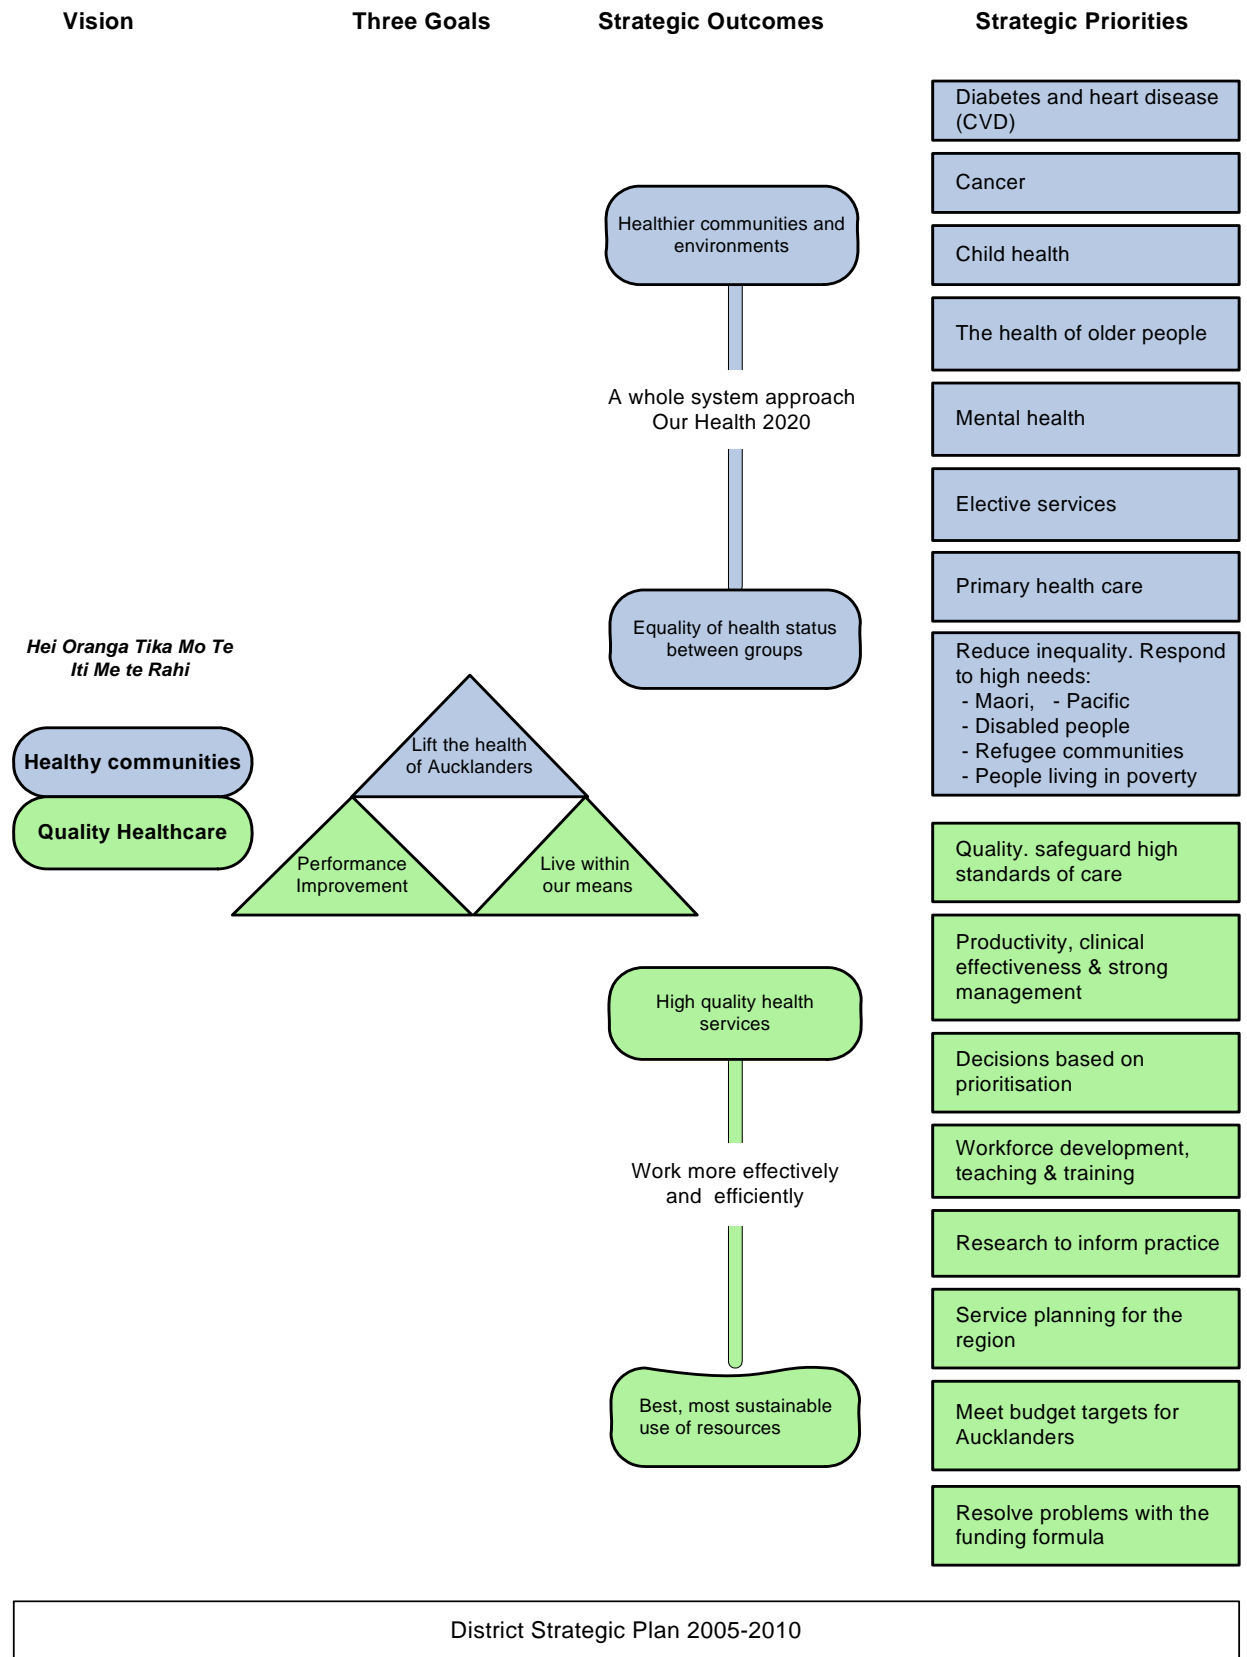 Vision
Three Goals
Strategic Outcomes
Strategic Priorities
Hei Oranga Tika Mo Te
Iti Me te Rahi
Healthy communities
Quality Healthcare
Lift the health
of Aucklanders
Performance
Improvement
Live within
our means
Healthier communities and
environments
A whole system approach
Our Health 2020
Equality of health status
between groups
High quality health
services
Work more effectively
and  efficiently
Best, most sustainable
use of resources
Diabetes and heart disease
(CVD)
Cancer
Child health
The health of older people
Mental health
Elective services
Primary health care
Reduce inequality. Respond
to high needs:
- Maori,   - Pacific
- Disabled people
- Refugee communities
- People living in poverty
Quality. safeguard high
standards of care
Productivity, clinical
effectiveness & strong
management
Decisions based on
prioritisation
Workforce development,
teaching & training
Research to inform practice
Service planning for the
region
Meet budget targets for
Aucklanders
Resolve problems with the
funding formula
District Strategic Plan 2005-2010